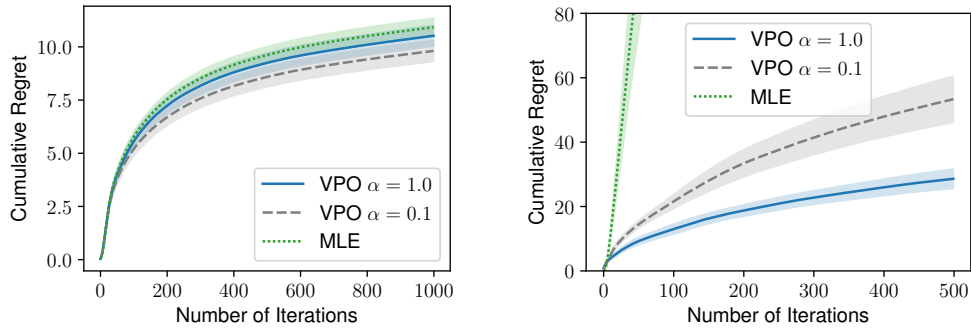 Cumulative Regret
10.0
7.5
5.0
2.5
0.0
VPO α = 1.0
VPO α = 0.1
MLE
0 200 400 600 800 1000
Number of Iterations
Cumulative Regret
80
60
40
20
0
VPO α = 1.0
VPO α = 0.1
MLE
0 100 200 300 400 500
Number of Iterations